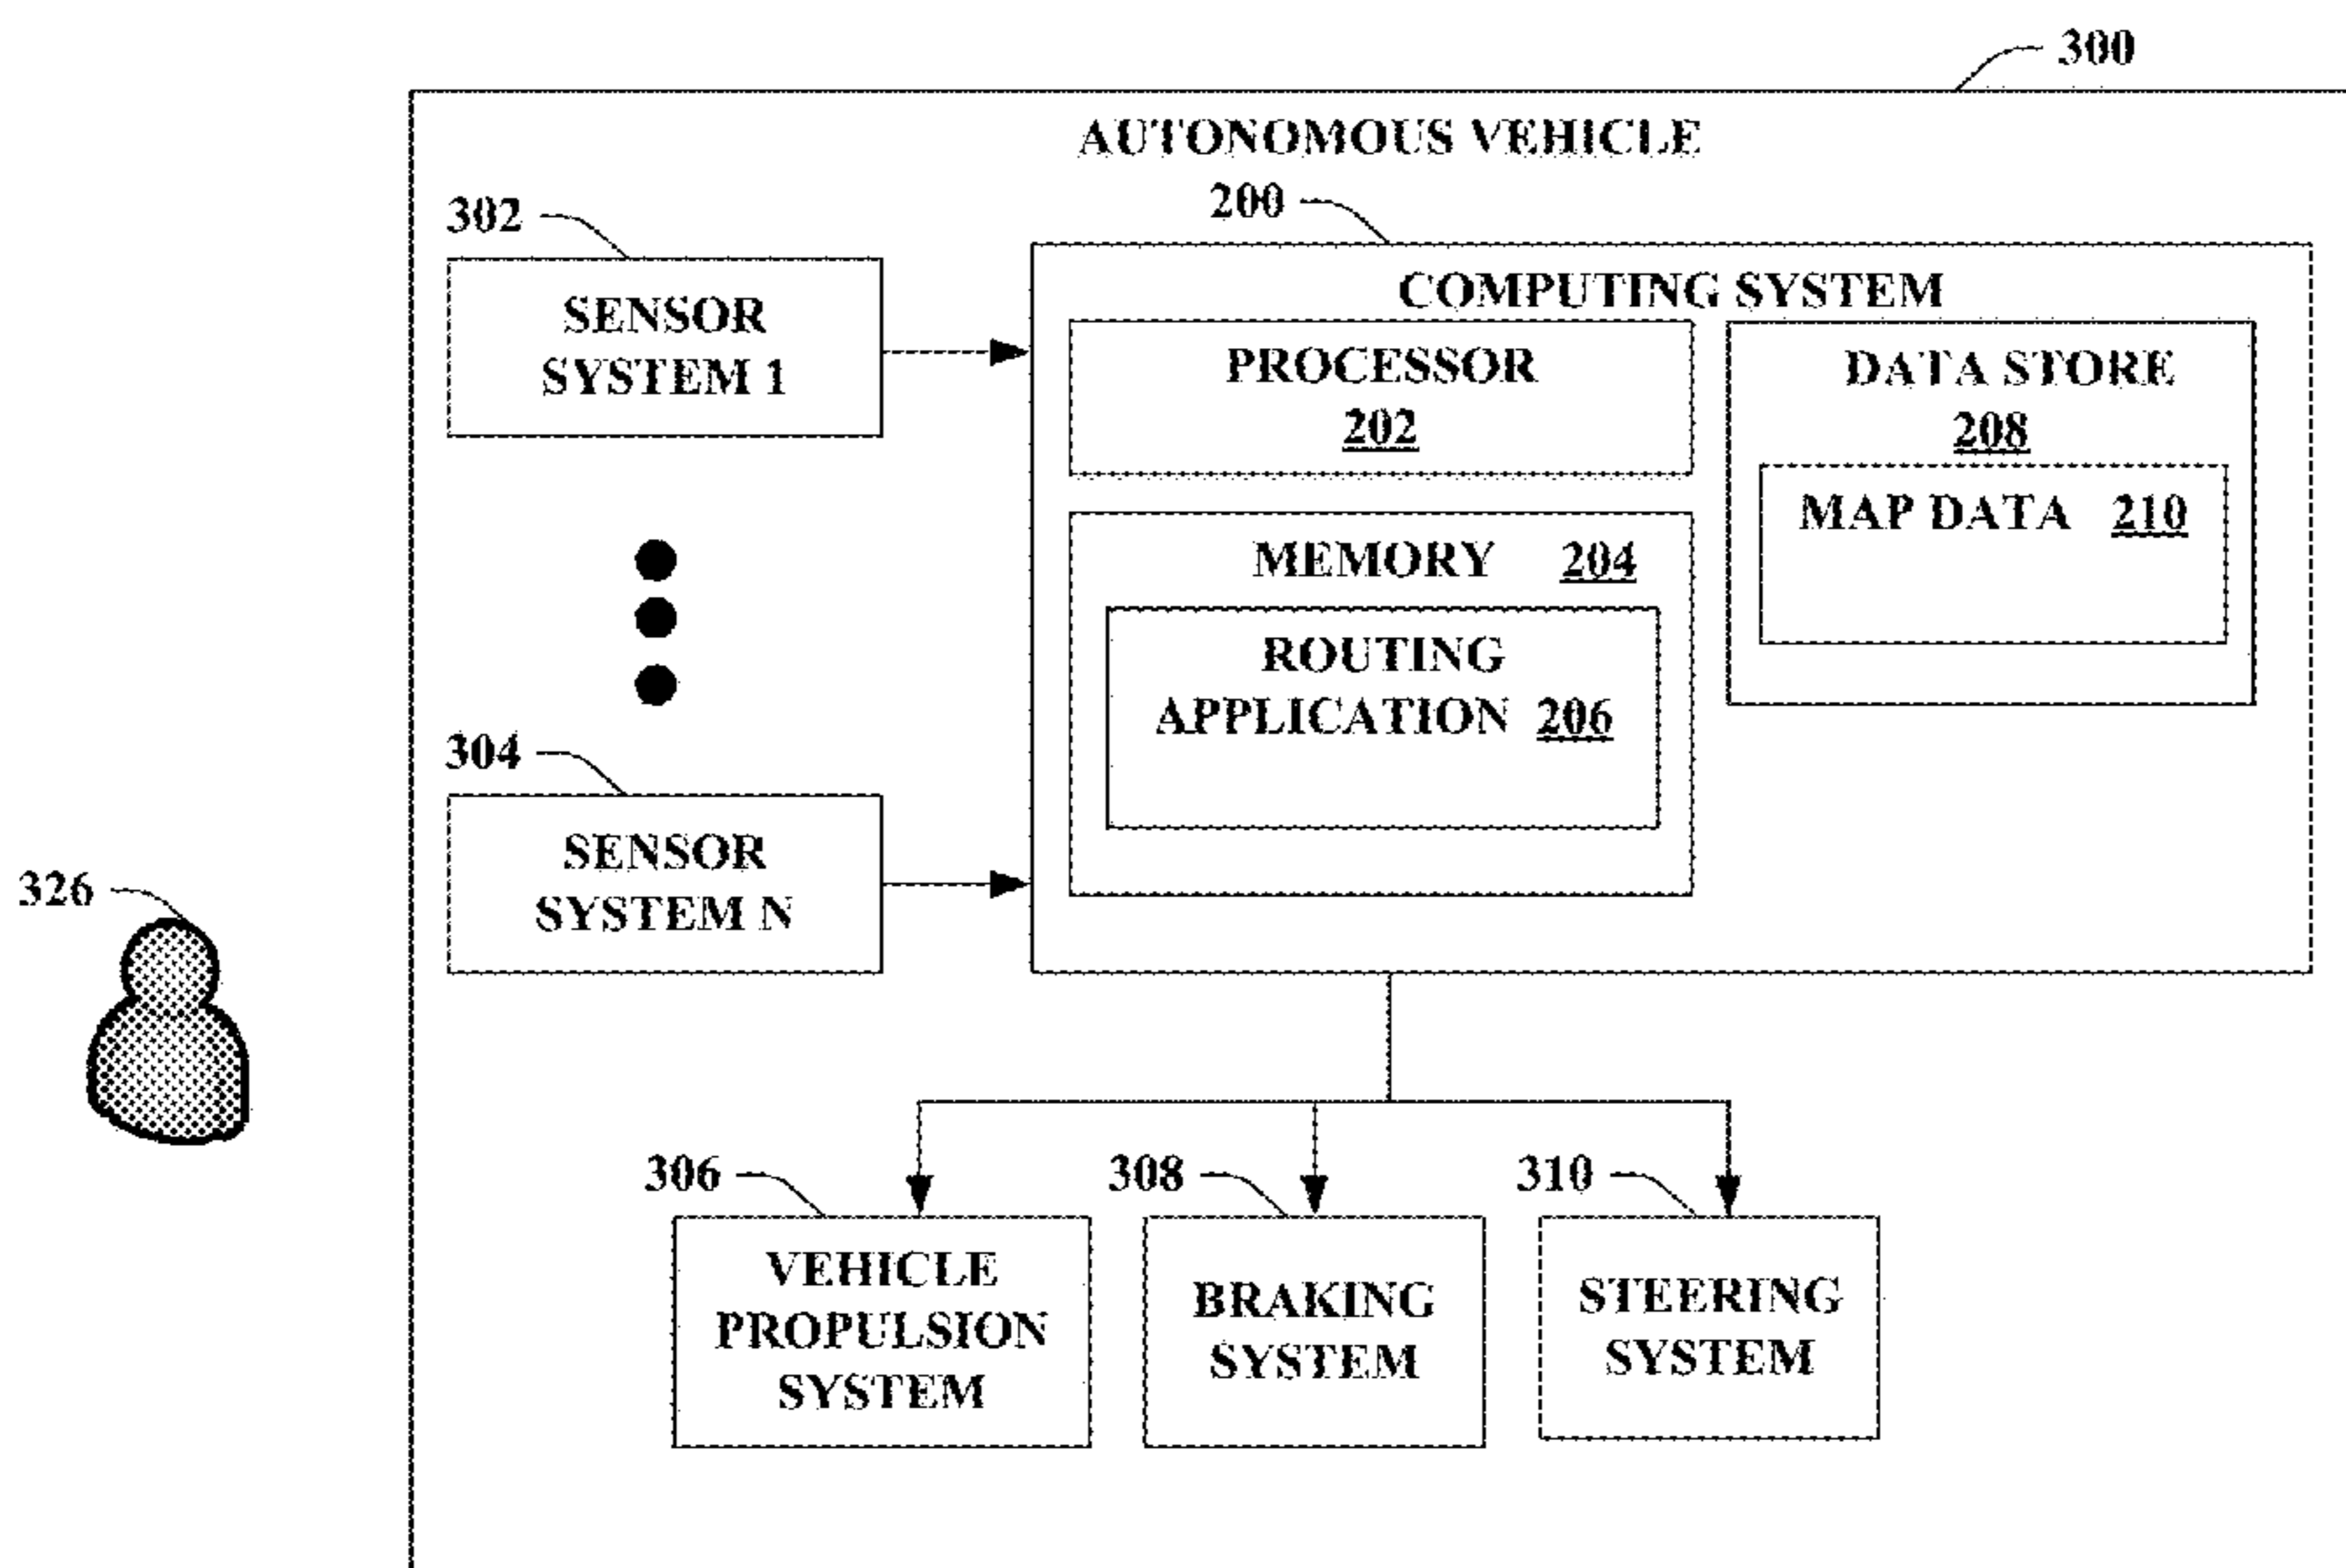 300
AUTONOMOUS VEHICLE
200
302
COMPUTING SYSTEM
SENSOR
SYSTEM 1
PROCESSOR
202
DATA STORE
208
MAP DATA 210
MEMORY 204
ROUTING
APPLICATION 206
304
SENSOR
SYSTEM N
326
306
308
310
VEHICLE
PROPULSION
SYSTEM
BRAKING
SYSTEM
STEERING
SYSTEM